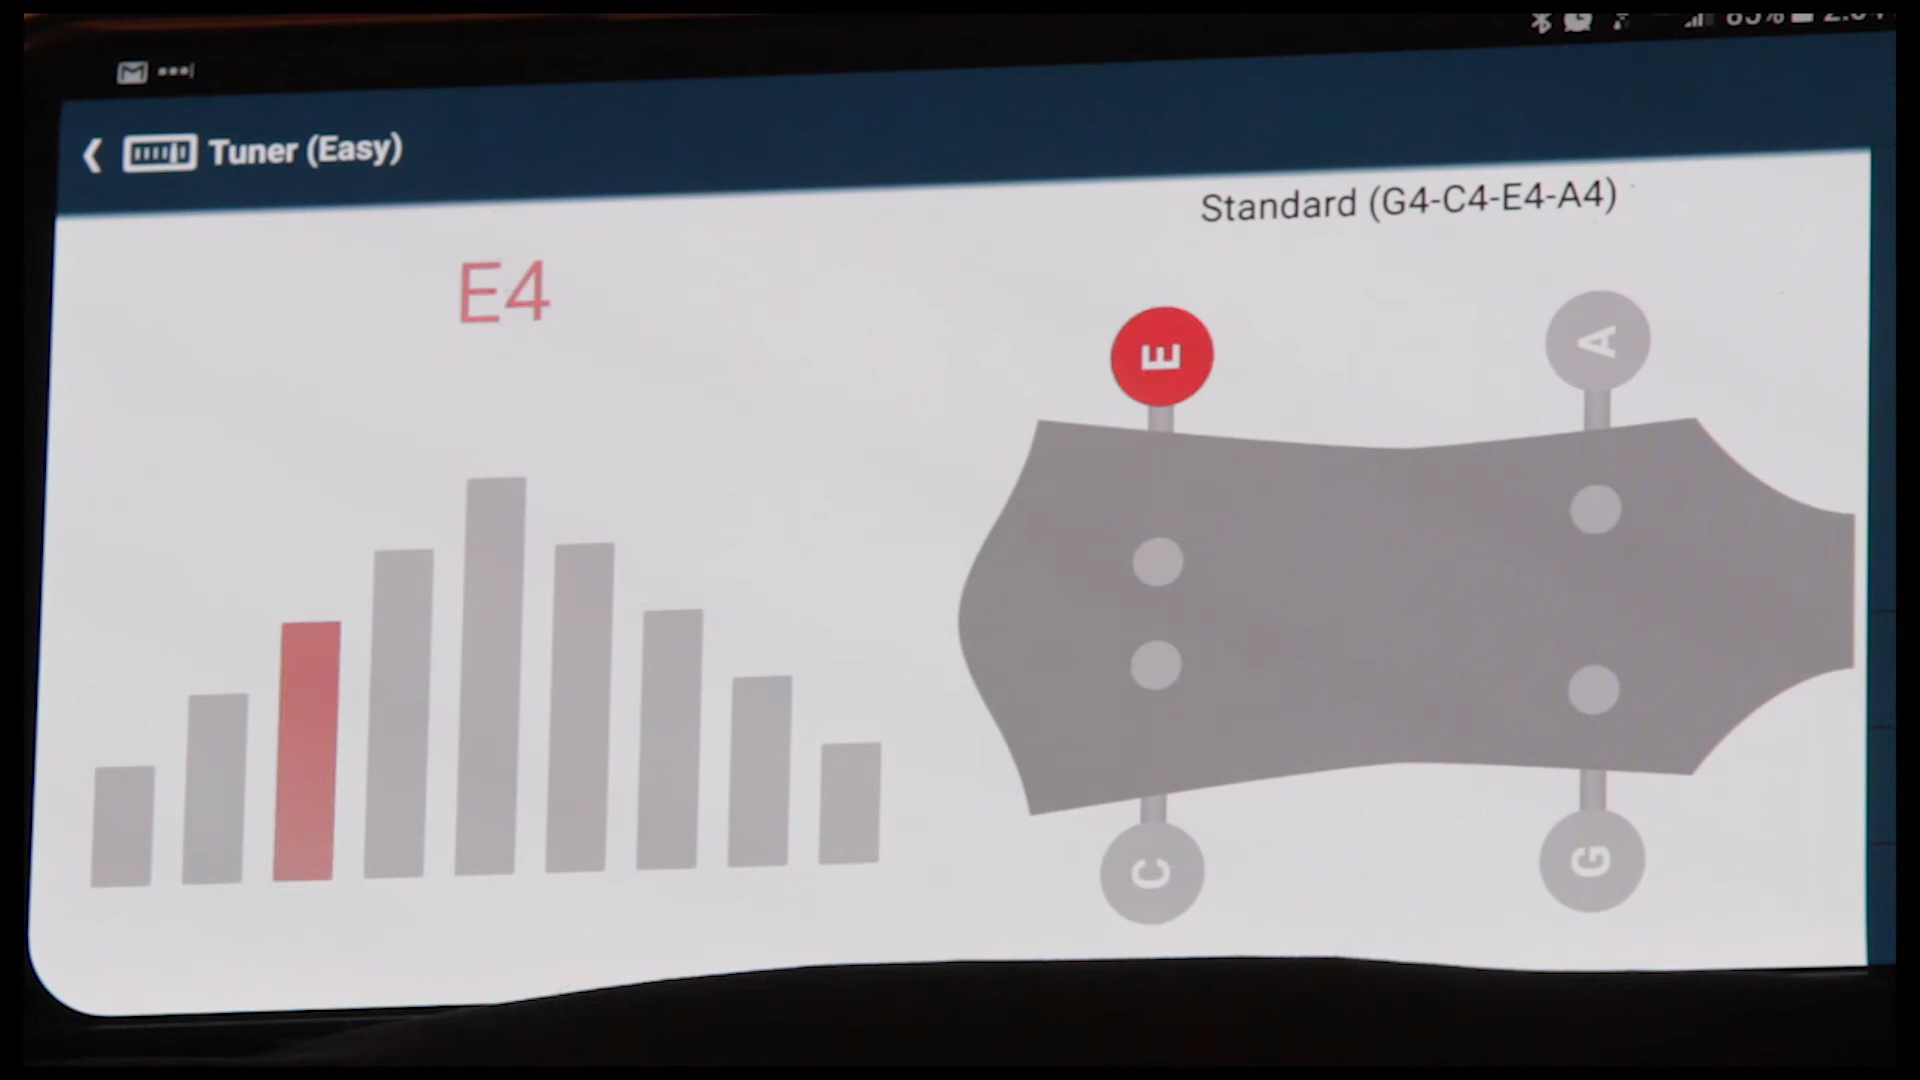 Tuner (Easy)
Standard (G4-C4-E4-A4)
E4
E
A
C
G